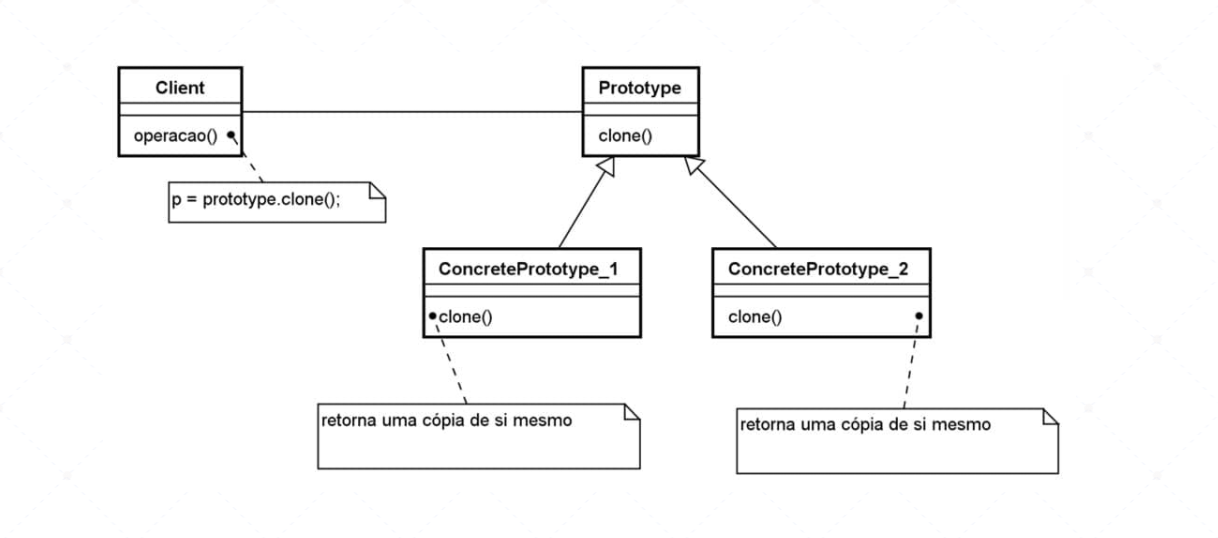 Client
operacao()
p = prototype.clone();
Prototype
clone()
ConcretePrototype_1
clone()
retorna uma cópia de si mesmo
ConcretePrototype_2
clone()
retorna uma cópia de si mesmo